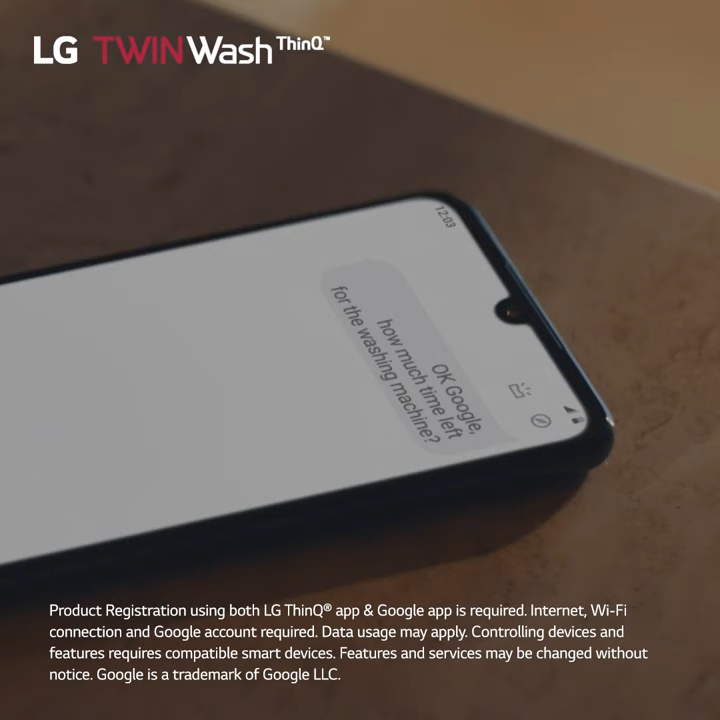 LG TWINWash ThinQ™
12:03
OK Google,
how much time left
for the washing machine?
Product Registration using both LG ThinQ® app & Google app is required. Internet, Wi-Fi
connection and Google account required. Data usage may apply. Controlling devices and
features requires compatible smart devices. Features and services may be changed without
notice. Google is a trademark of Google LLC.